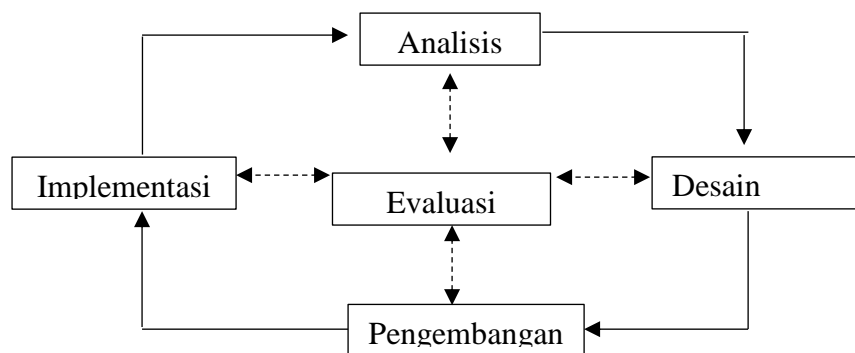 Analisis
Implementasi
Evaluasi
Desain
Pengembangan